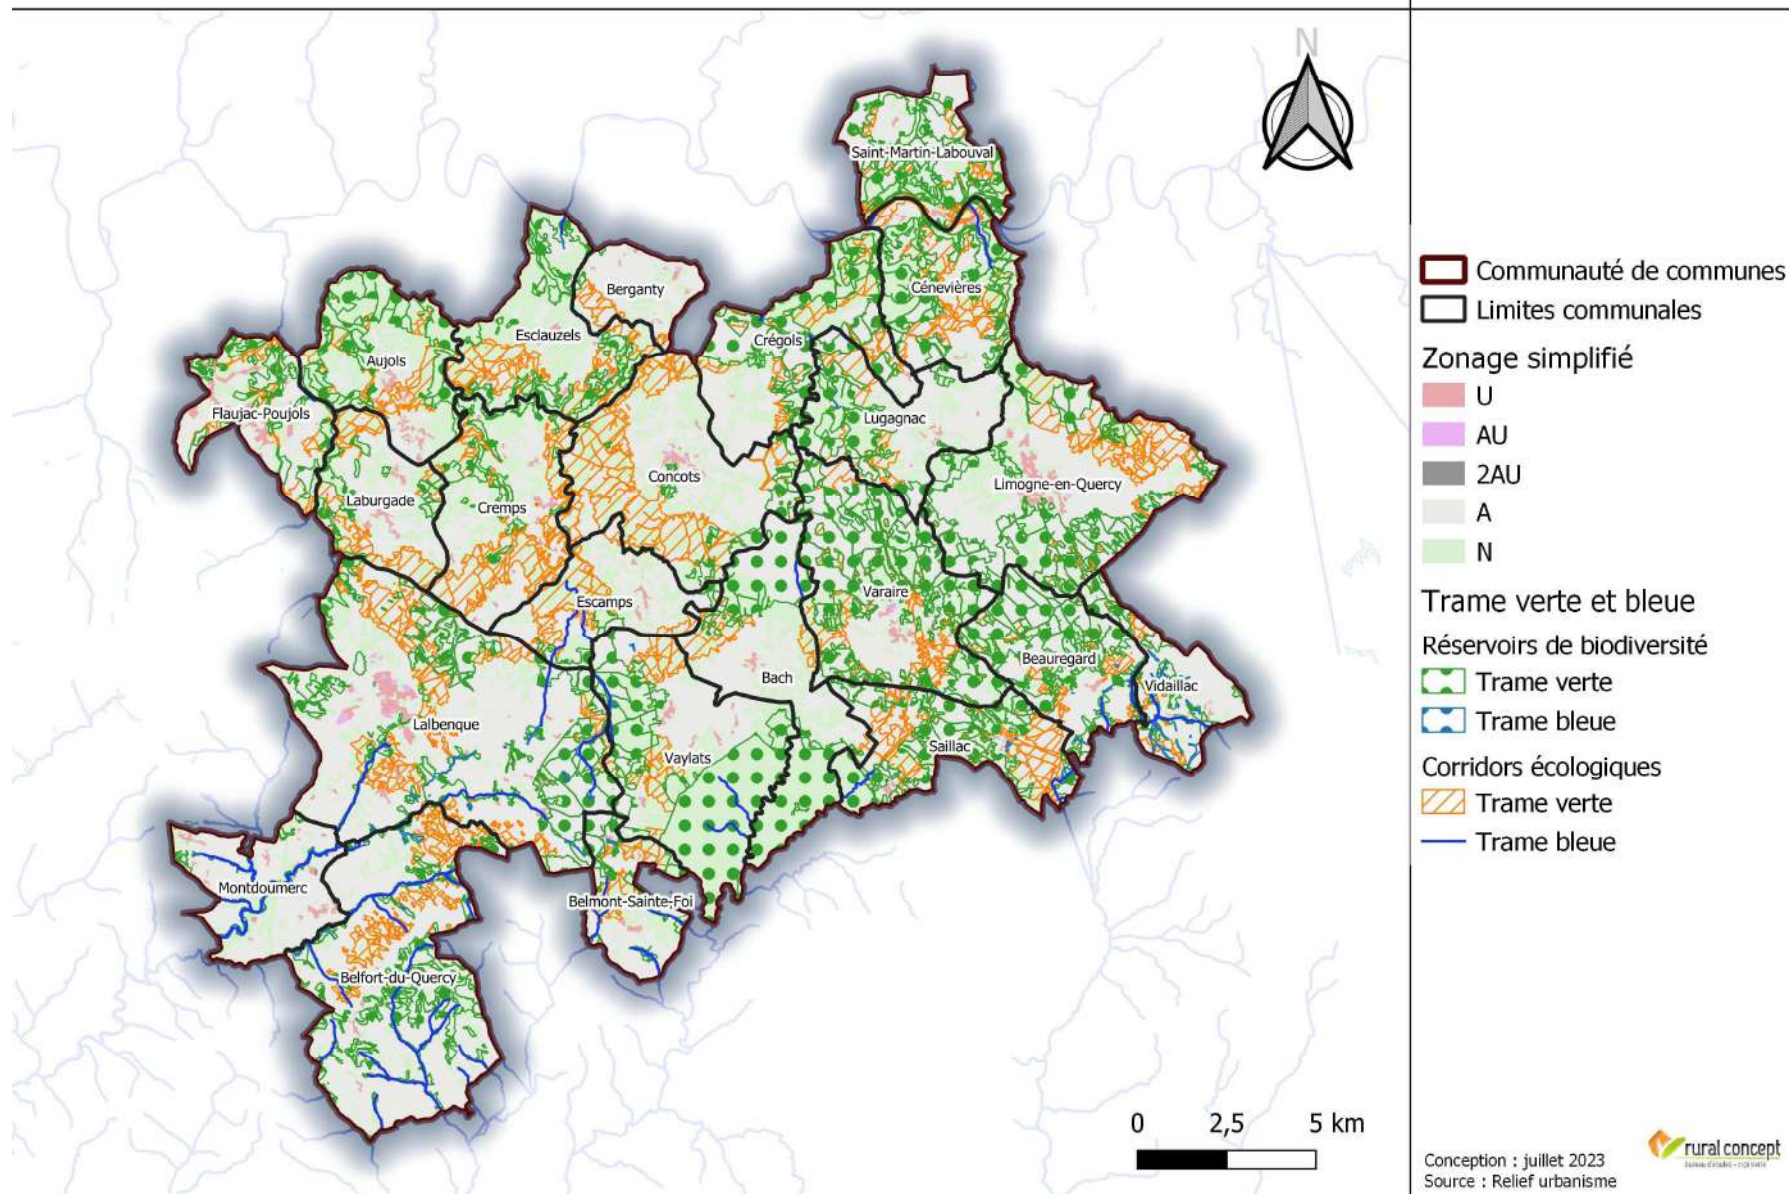 N
Saint-Martin-Labouval
Berganty
Cénevières
Esclauzels
Crégols
Aujols
Flaujac-Poujols
Lugagnac
Concots
Limogne-en-Quercy
Laburgade
Cremps
Varaire
Escamps
Beauregard
Bach
Vidaillac
Lalbenque
Saillac
Vaylats
Montdoumerc
Belmont-Sainte-Foi
Belfort-du-Quercy
0 2,5 5 km
Communauté de communes
Limites communales
Zonage simplifié
U
AU
2AU
A
N
Trame verte et bleue
Réservoirs de biodiversité
Trame verte
Trame bleue
Corridors écologiques
Trame verte
Trame bleue
Conception : juillet 2023
Source : Relief urbanisme
rural concept